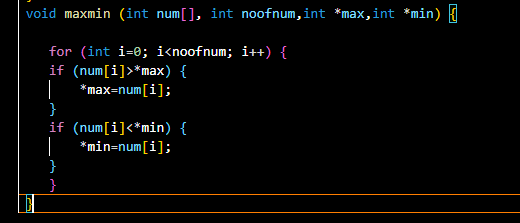 void maxmin (int num[], int noofnum,int *max,int *min) {
for (int i=0; i<noofnum; i++) {
if (num[i]>*max) {
*max=num[i];
}
if (num[i]<*min) {
*min=num[i];
}
}
}